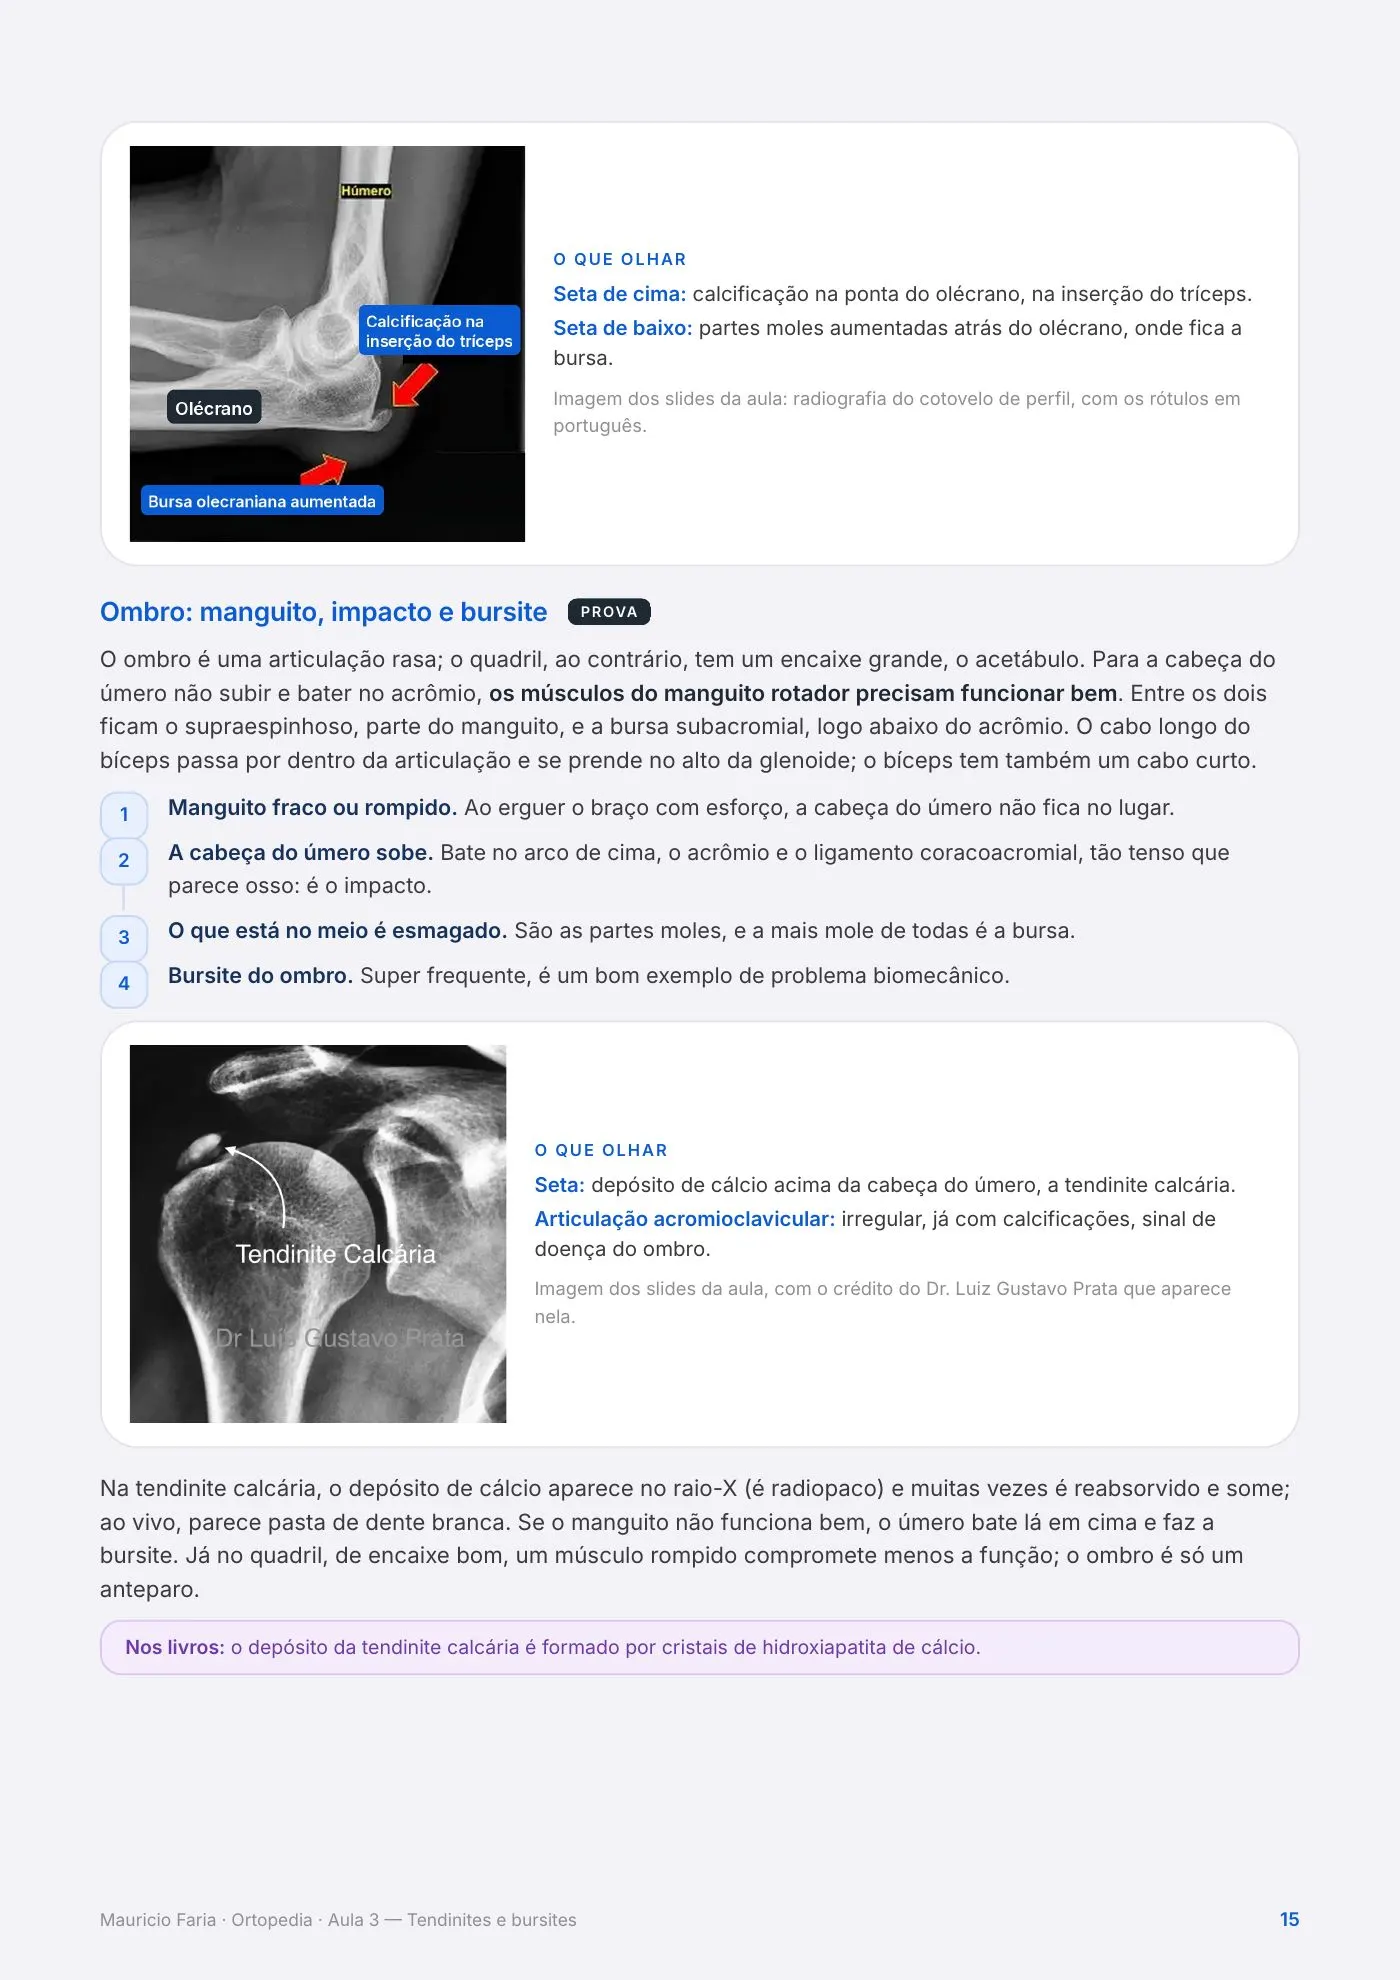 Húmero
Calcificação na
inserção do tríceps
Olécrano
Bursa olecraniana aumentada
O QUE OLHAR
Seta de cima: calcificação na ponta do olécrano, na inserção do tríceps.
Seta de baixo: partes moles aumentadas atrás do olécrano, onde fica a
bursa.
Imagem dos slides da aula: radiografia do cotovelo de perfil, com os rótulos em
português.
Ombro: manguito, impacto e bursite PROVA
O ombro é uma articulação rasa; o quadril, ao contrário, tem um encaixe grande, o acetábulo. Para a cabeça do
úmero não subir e bater no acrômio, os músculos do manguito rotador precisam funcionar bem. Entre os dois
ficam o supraespinhoso, parte do manguito, e a bursa subacromial, logo abaixo do acrômio. O cabo longo do
bíceps passa por dentro da articulação e se prende no alto da glenoide; o bíceps tem também um cabo curto.
1 Manguito fraco ou rompido. Ao erguer o braço com esforço, a cabeça do úmero não fica no lugar.
2 A cabeça do úmero sobe. Bate no arco de cima, o acrômio e o ligamento coracoacromial, tão tenso que
parece osso: é o impacto.
3 O que está no meio é esmagado. São as partes moles, e a mais mole de todas é a bursa.
4 Bursite do ombro. Super frequente, é um bom exemplo de problema biomecânico.
Tendinite Calcária
Dr Luis Gustavo Prata
O QUE OLHAR
Seta: depósito de cálcio acima da cabeça do úmero, a tendinite calcária.
Articulação acromioclavicular: irregular, já com calcificações, sinal de
doença do ombro.
Imagem dos slides da aula, com o crédito do Dr. Luiz Gustavo Prata que aparece
nela.
Na tendinite calcária, o depósito de cálcio aparece no raio-X (é radiopaco) e muitas vezes é reabsorvido e some;
ao vivo, parece pasta de dente branca. Se o manguito não funciona bem, o úmero bate lá em cima e faz a
bursite. Já no quadril, de encaixe bom, um músculo rompido compromete menos a função; o ombro é só um
anteparo.
Nos livros: o depósito da tendinite calcária é formado por cristais de hidroxiapatita de cálcio.
Mauricio Faria · Ortopedia · Aula 3 — Tendinites e bursites
15